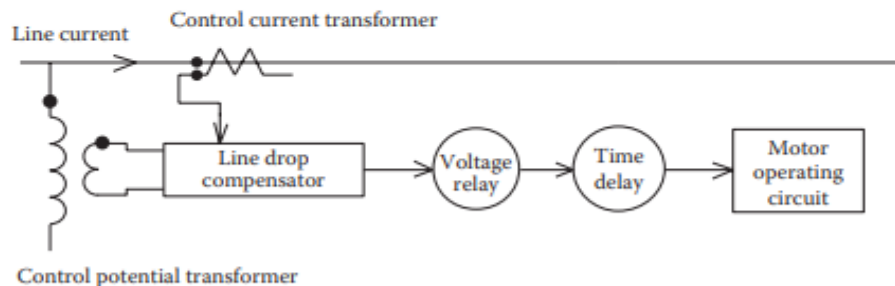 Control current transformer
Line current
Line drop
compensator
Voltage
relay
Time
delay
Motor
operating
circuit
Control potential transformer